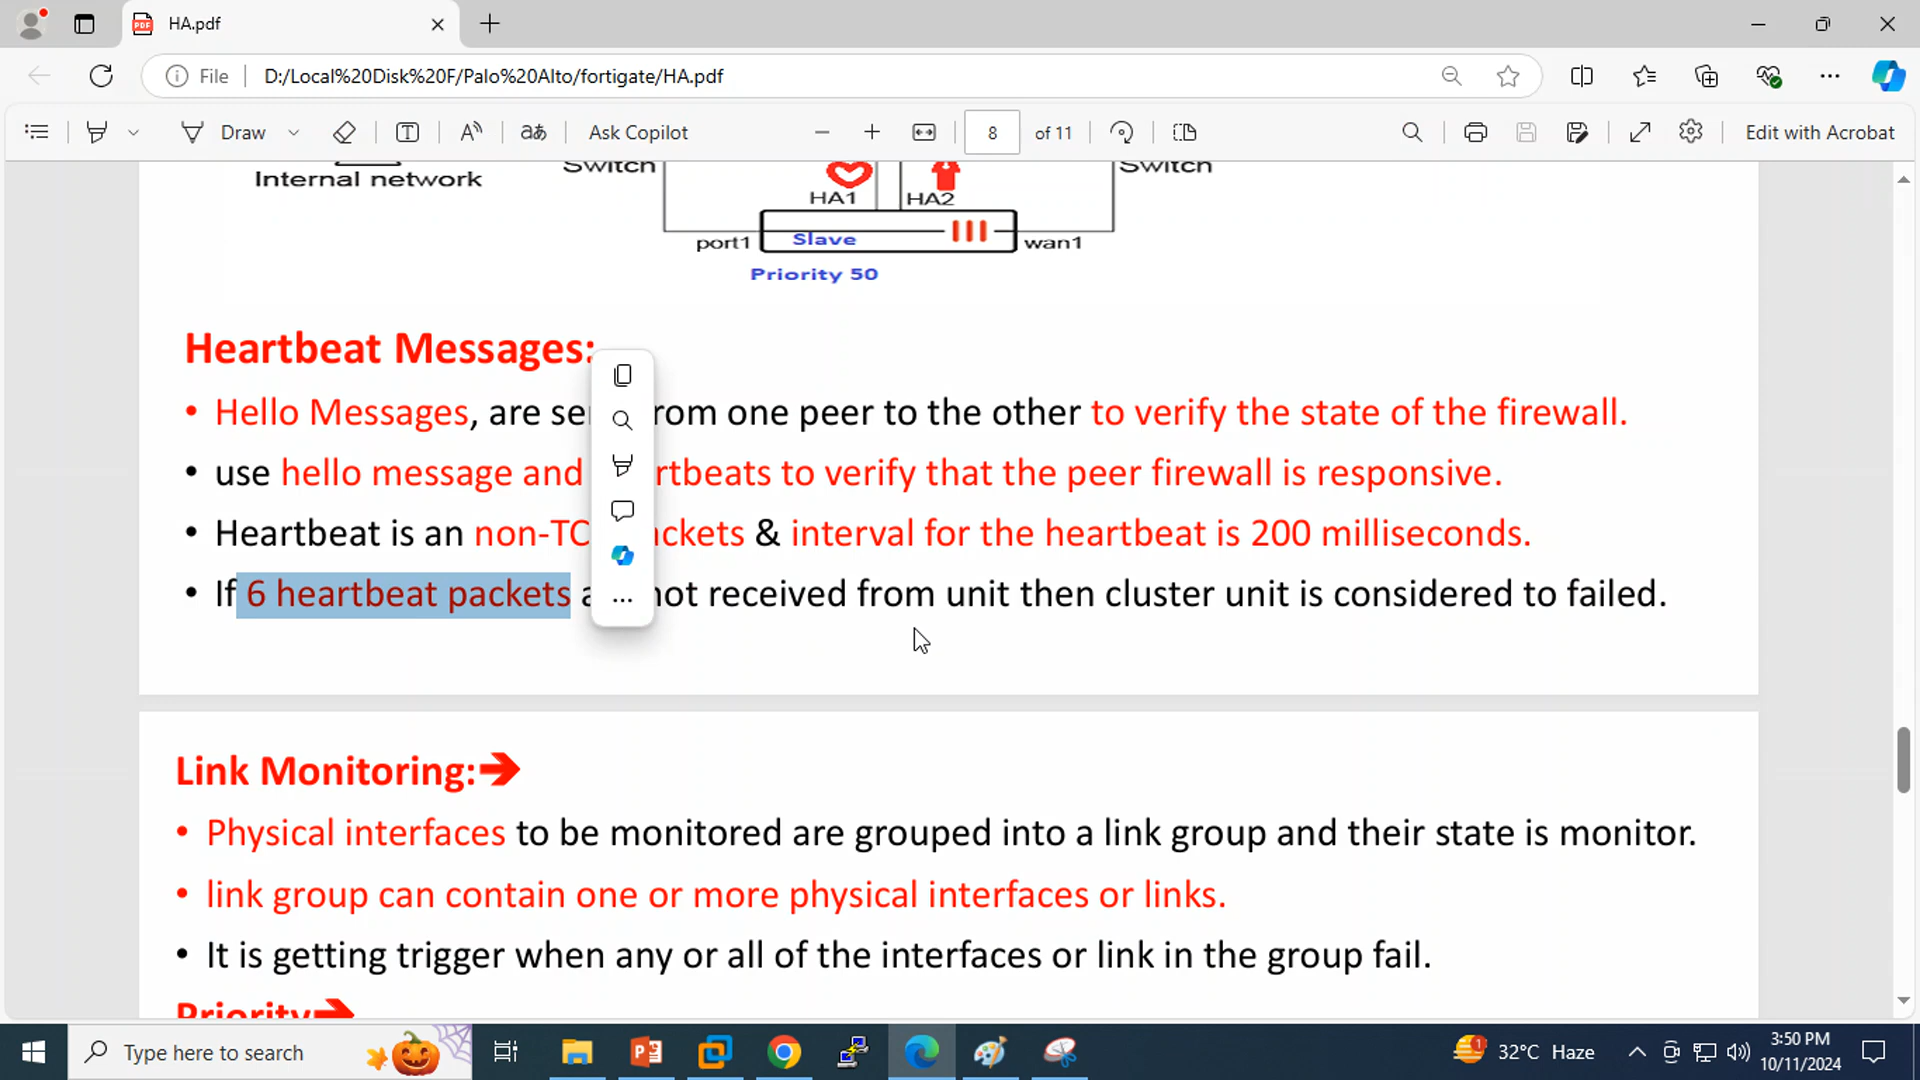 HA.pdf
File
D:/Local%20Disk%20F/Palo%20Alto/fortigate/HA.pdf
Draw
Ask Copilot
8
of 11
Edit with Acrobat
Internal network
Switch
Switch
HA1
HA2
port1
Slave
wan1
Priority 50
Heartbeat Messages:
• Hello Messages, are se rom one peer to the other to verify the state of the firewall.
• use hello message and rtbeats to verify that the peer firewall is responsive.
• Heartbeat is an non-TC ckets & interval for the heartbeat is 200 milliseconds.
• If 6 heartbeat packets a not received from unit then cluster unit is considered to failed.
Link Monitoring:➔
• Physical interfaces to be monitored are grouped into a link group and their state is monitor.
• link group can contain one or more physical interfaces or links.
• It is getting trigger when any or all of the interfaces or link in the group fail.
Priority➔
Type here to search
32°C Haze
3:50 PM
10/11/2024